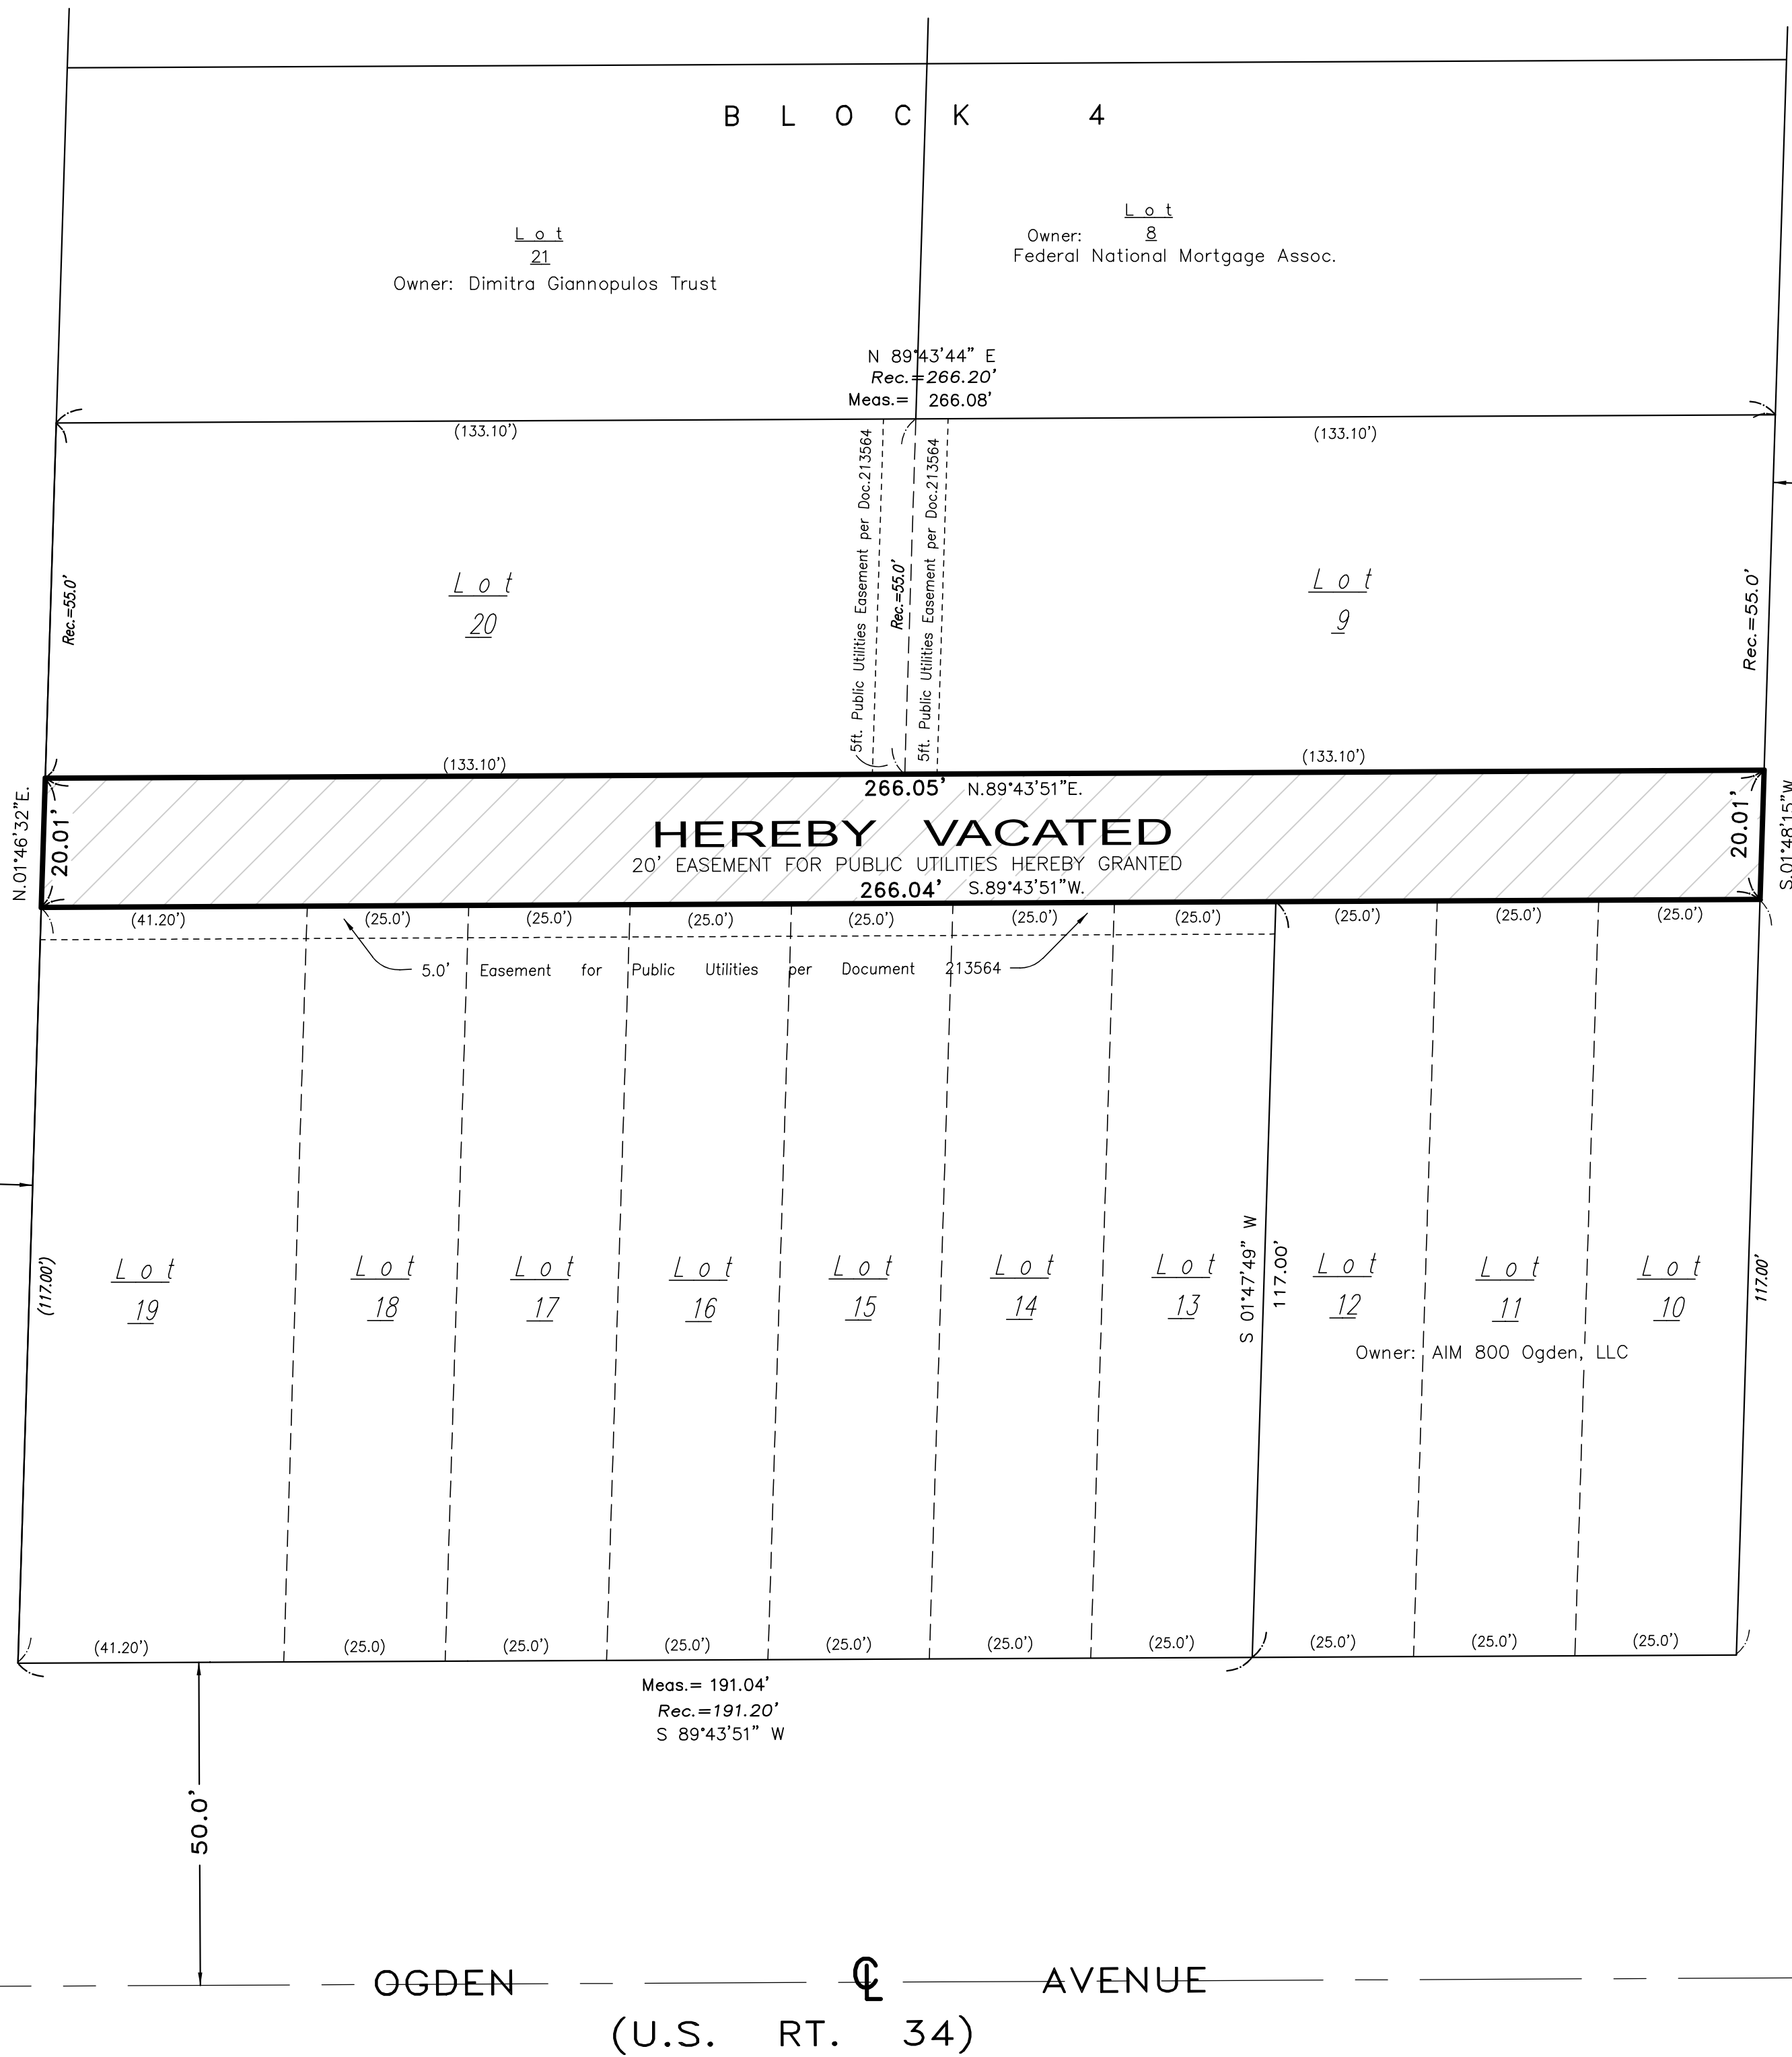 BLOCK 4
Lot
8
Owner:
Federal National Mortgage Assoc.
Lot
21
Owner: Dimitra Giannopulos Trust
N 89°43'44" E
Rec.=266.20'
Meas.= 266.08'
(133.10')
(133.10')
5ft. Public Utilities Easement per Doc.213564
Rec.=55.0'
5ft. Public Utilities Easement per Doc.213564
Rec.=55.0'
Lot
20
Lot
9
Rec.=55.0'
(133.10')
(133.10')
N.01°46'32"E.
20.01'
266.05' N.89°43'51"E.
HEREBY VACATED
20' EASEMENT FOR PUBLIC UTILITIES HEREBY GRANTED
266.04' S.89°43'51"W.
20.01'
S.01°48'15"W
(41.20') (25.0') (25.0') (25.0') (25.0') (25.0') (25.0') (25.0') (25.0') (25.0')
5.0' Easement for Public Utilities per Document 213564
(117.00')
Lot
19
Lot
18
Lot
17
Lot
16
Lot
15
Lot
14
Lot
13
S 01°47'49" W
117.00'
Lot
12
Lot
11
Lot
10
Owner: AIM 800 Ogden, LLC
117.00'
(41.20') (25.0) (25.0') (25.0') (25.0') (25.0') (25.0') (25.0') (25.0') (25.0')
Meas.= 191.04'
Rec.=191.20'
S 89°43'51" W
50.0'
OGDEN CL AVENUE
(U.S. RT. 34)